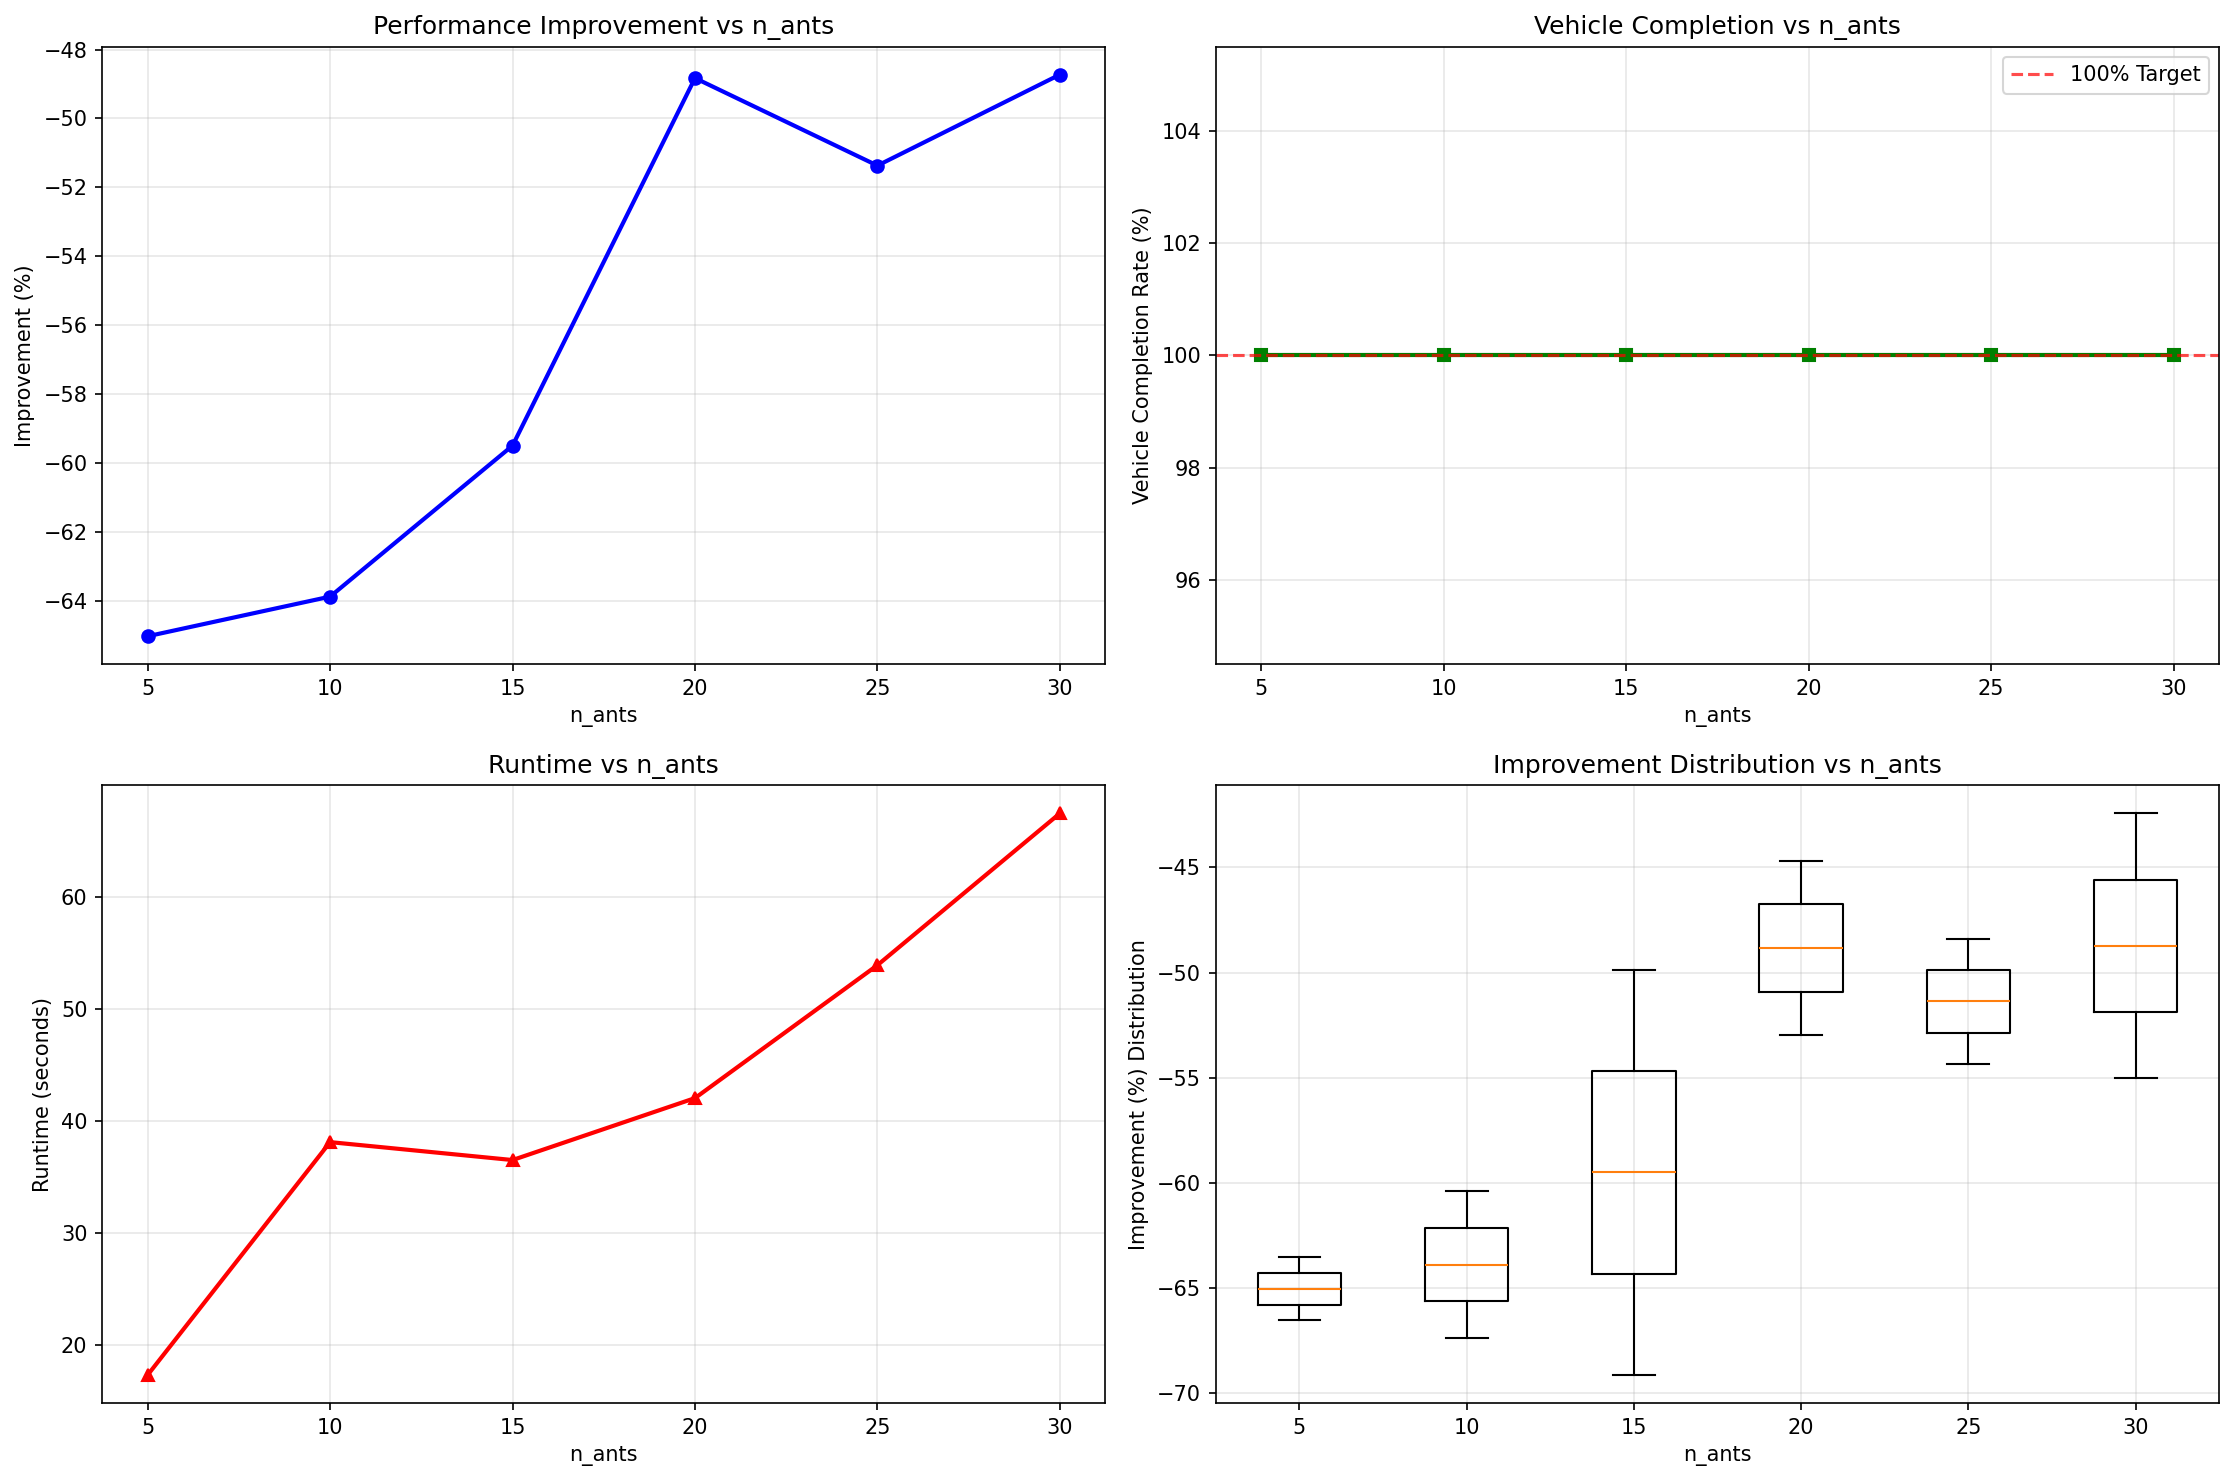 Performance Improvement vs n_ants
−48
−50
−52
−54
−56
−58
−60
−62
−64
Improvement (%)
5 10 15 20 25 30
n_ants
Vehicle Completion vs n_ants
100% Target
104
102
100
98
96
Vehicle Completion Rate (%)
5 10 15 20 25 30
n_ants
Runtime vs n_ants
60
50
40
30
20
Runtime (seconds)
5 10 15 20 25 30
n_ants
Improvement Distribution vs n_ants
−45
−50
−55
−60
−65
−70
Improvement (%) Distribution
5 10 15 20 25 30
n_ants